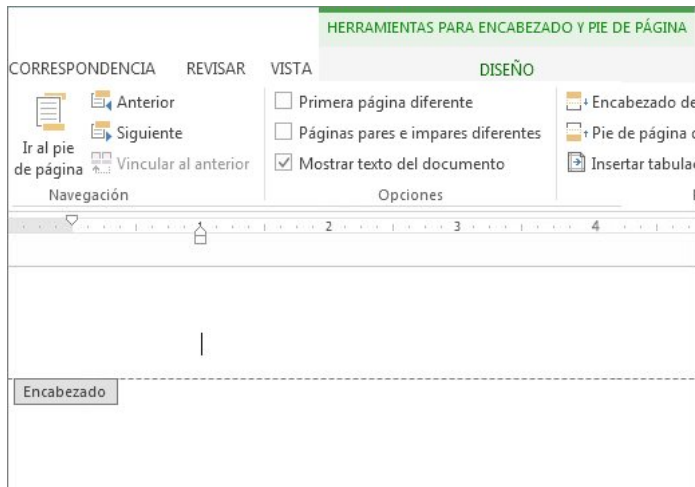 HERRAMIENTAS PARA ENCABEZADO Y PIE DE PÁGINA
CORRESPONDENCIA REVISAR VISTA DISEÑO
Ir al pie
de página
Anterior
Siguiente
Vincular al anterior
Navegación
Primera página diferente
Páginas pares e impares diferentes
Mostrar texto del documento
Opciones
Encabezado de
Pie de página
Insertar tabula
1 2 3 4
Encabezado